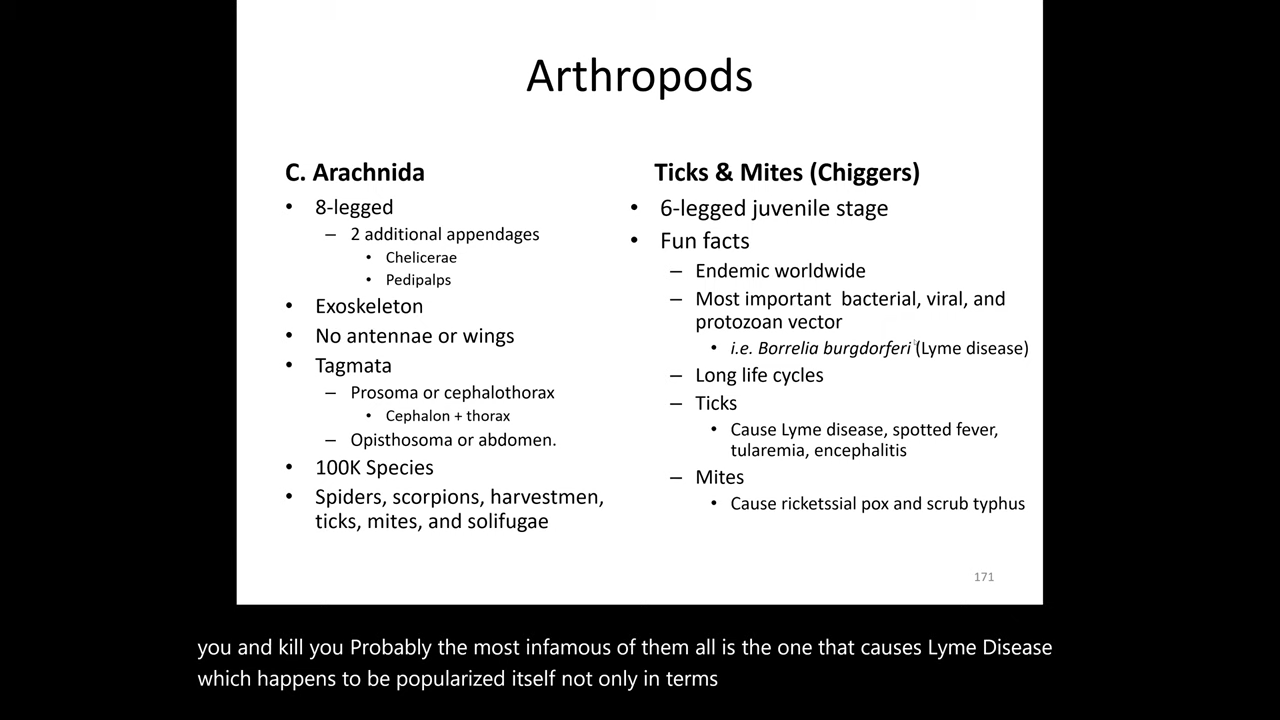 Arthropods
C. Arachnida
• 8-legged
– 2 additional appendages
• Chelicerae
• Pedipalps
• Exoskeleton
• No antennae or wings
• Tagmata
– Prosoma or cephalothorax
• Cephalon + thorax
– Opisthosoma or abdomen.
• 100K Species
• Spiders, scorpions, harvestmen,
ticks, mites, and solifugae
Ticks & Mites (Chiggers)
• 6-legged juvenile stage
• Fun facts
– Endemic worldwide
– Most important bacterial, viral, and
protozoan vector
• i.e. Borrelia burgdorferi (Lyme disease)
– Long life cycles
– Ticks
• Cause Lyme disease, spotted fever,
tularemia, encephalitis
– Mites
• Cause ricketssial pox and scrub typhus
171
you and kill you Probably the most infamous of them all is the one that causes Lyme Disease
which happens to be popularized itself not only in terms